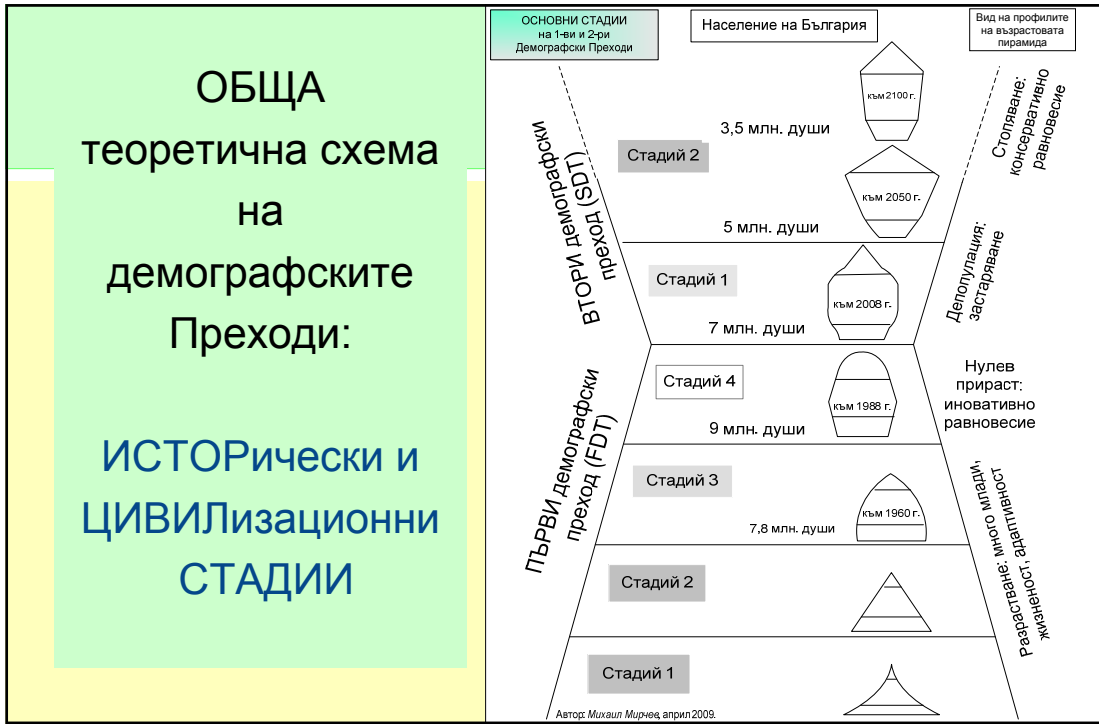 ОБЩА
теоретична схема
на
демографските
Преходи:
ИСТОРически и
ЦИВИЛизационни
СТАДИИ
ОСНОВНИ СТАДИИ
на 1-ви и 2-ри
Демографски Преходи
Население на България
Вид на профилите
на възрастовата
пирамида
ВТОРИ демографски
преход (SDT)
Стадий 2
3,5 млн. души
към 2100 г.
Стопяване:
консервативно
равновесие
5 млн. души
към 2050 г.
Стадий 1
7 млн. души
към 2008 г.
Депопулация:
застаряване
ПЪРВИ демографски
преход (FDT)
Стадий 4
9 млн. души
към 1988 г.
Нулев
прираст:
иновативно
равновесие
Стадий 3
7,8 млн. души
към 1960 г.
Разрастване: много млади,
жизненост, адаптивност
Стадий 2
Стадий 1
Автор: Михаил Мирчев, април 2009.